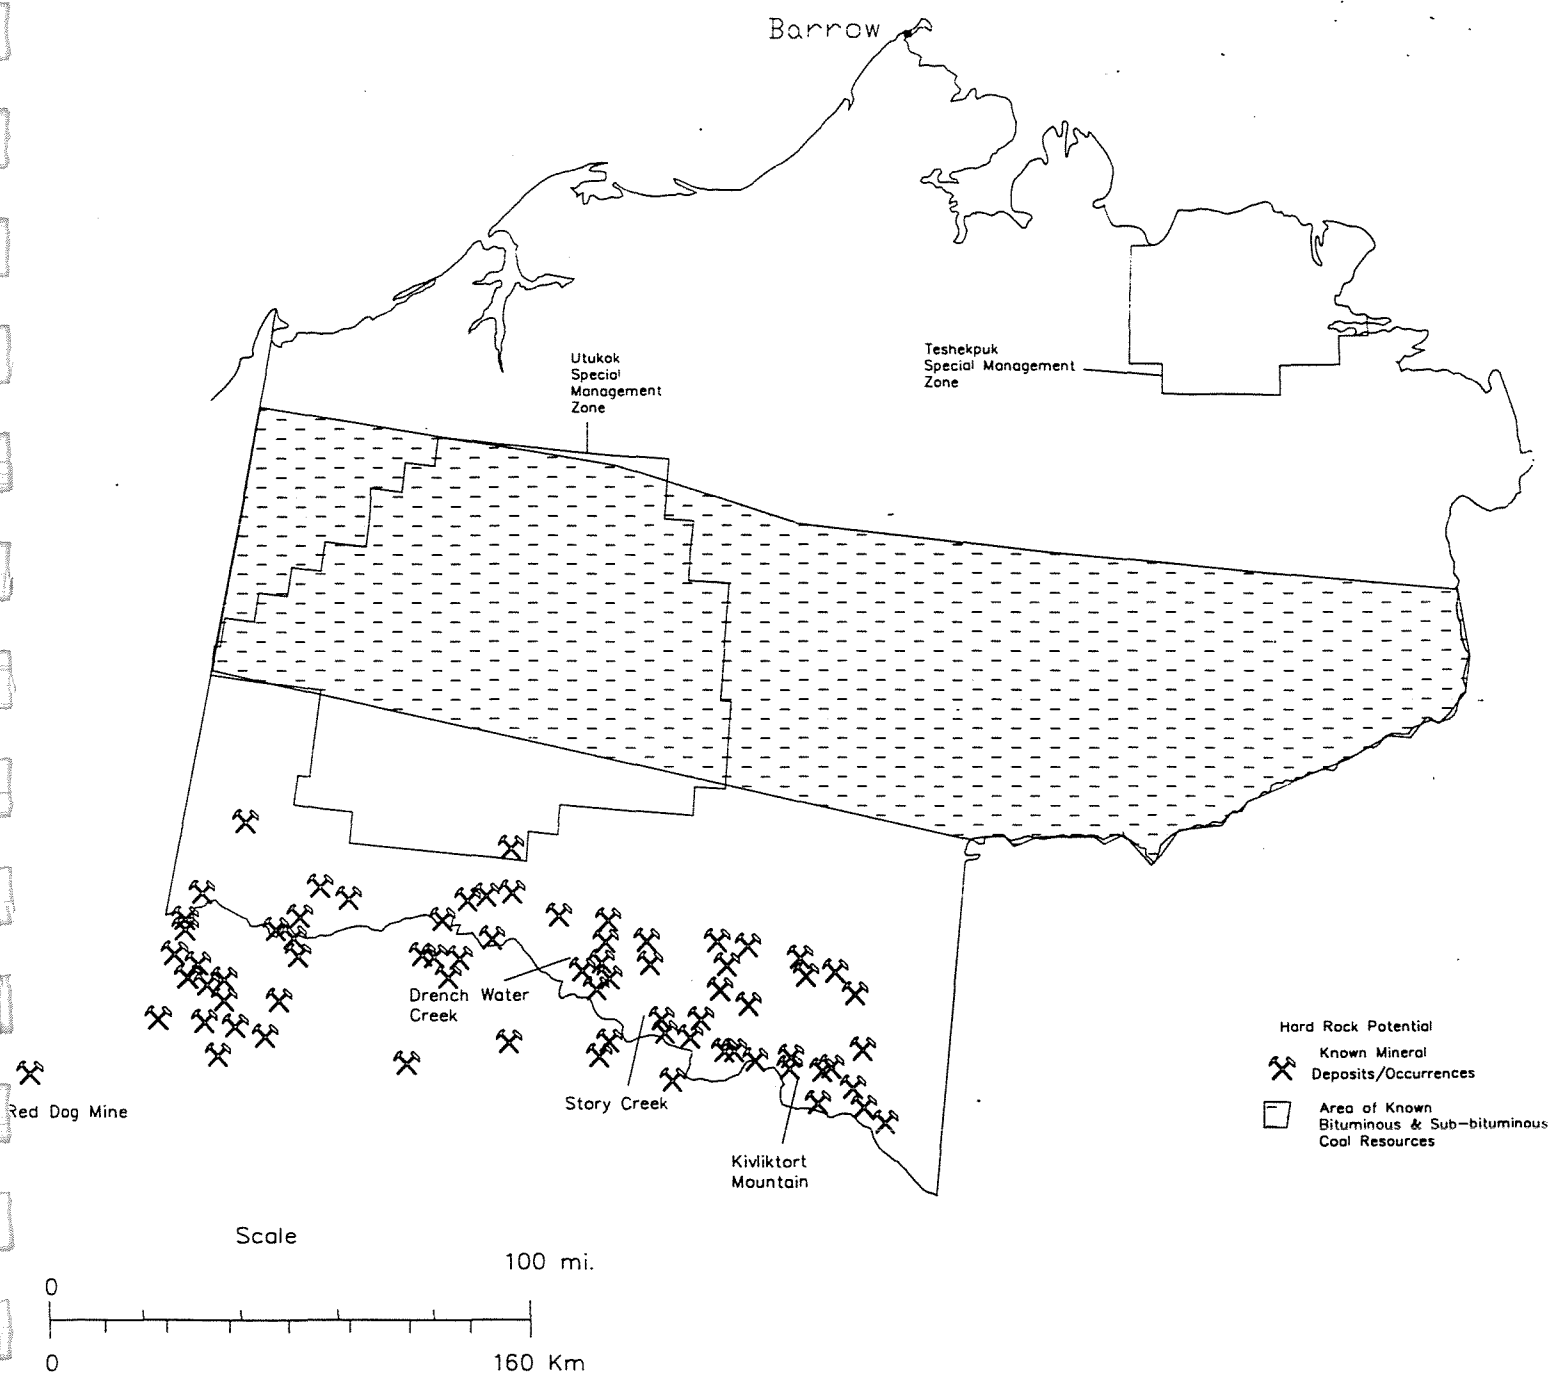 Barrow
Utukok
Special
Management
Zone
Teshekpuk
Special Management
Zone
Drench Water
Creek
Red Dog Mine
Story Creek
Kivliktort
Mountain
Hard Rock Potential
Known Mineral
Deposits/Occurrences
Area of Known
Bituminous & Sub-bituminous
Coal Resources
Scale
100 mi.
0
0
160 Km